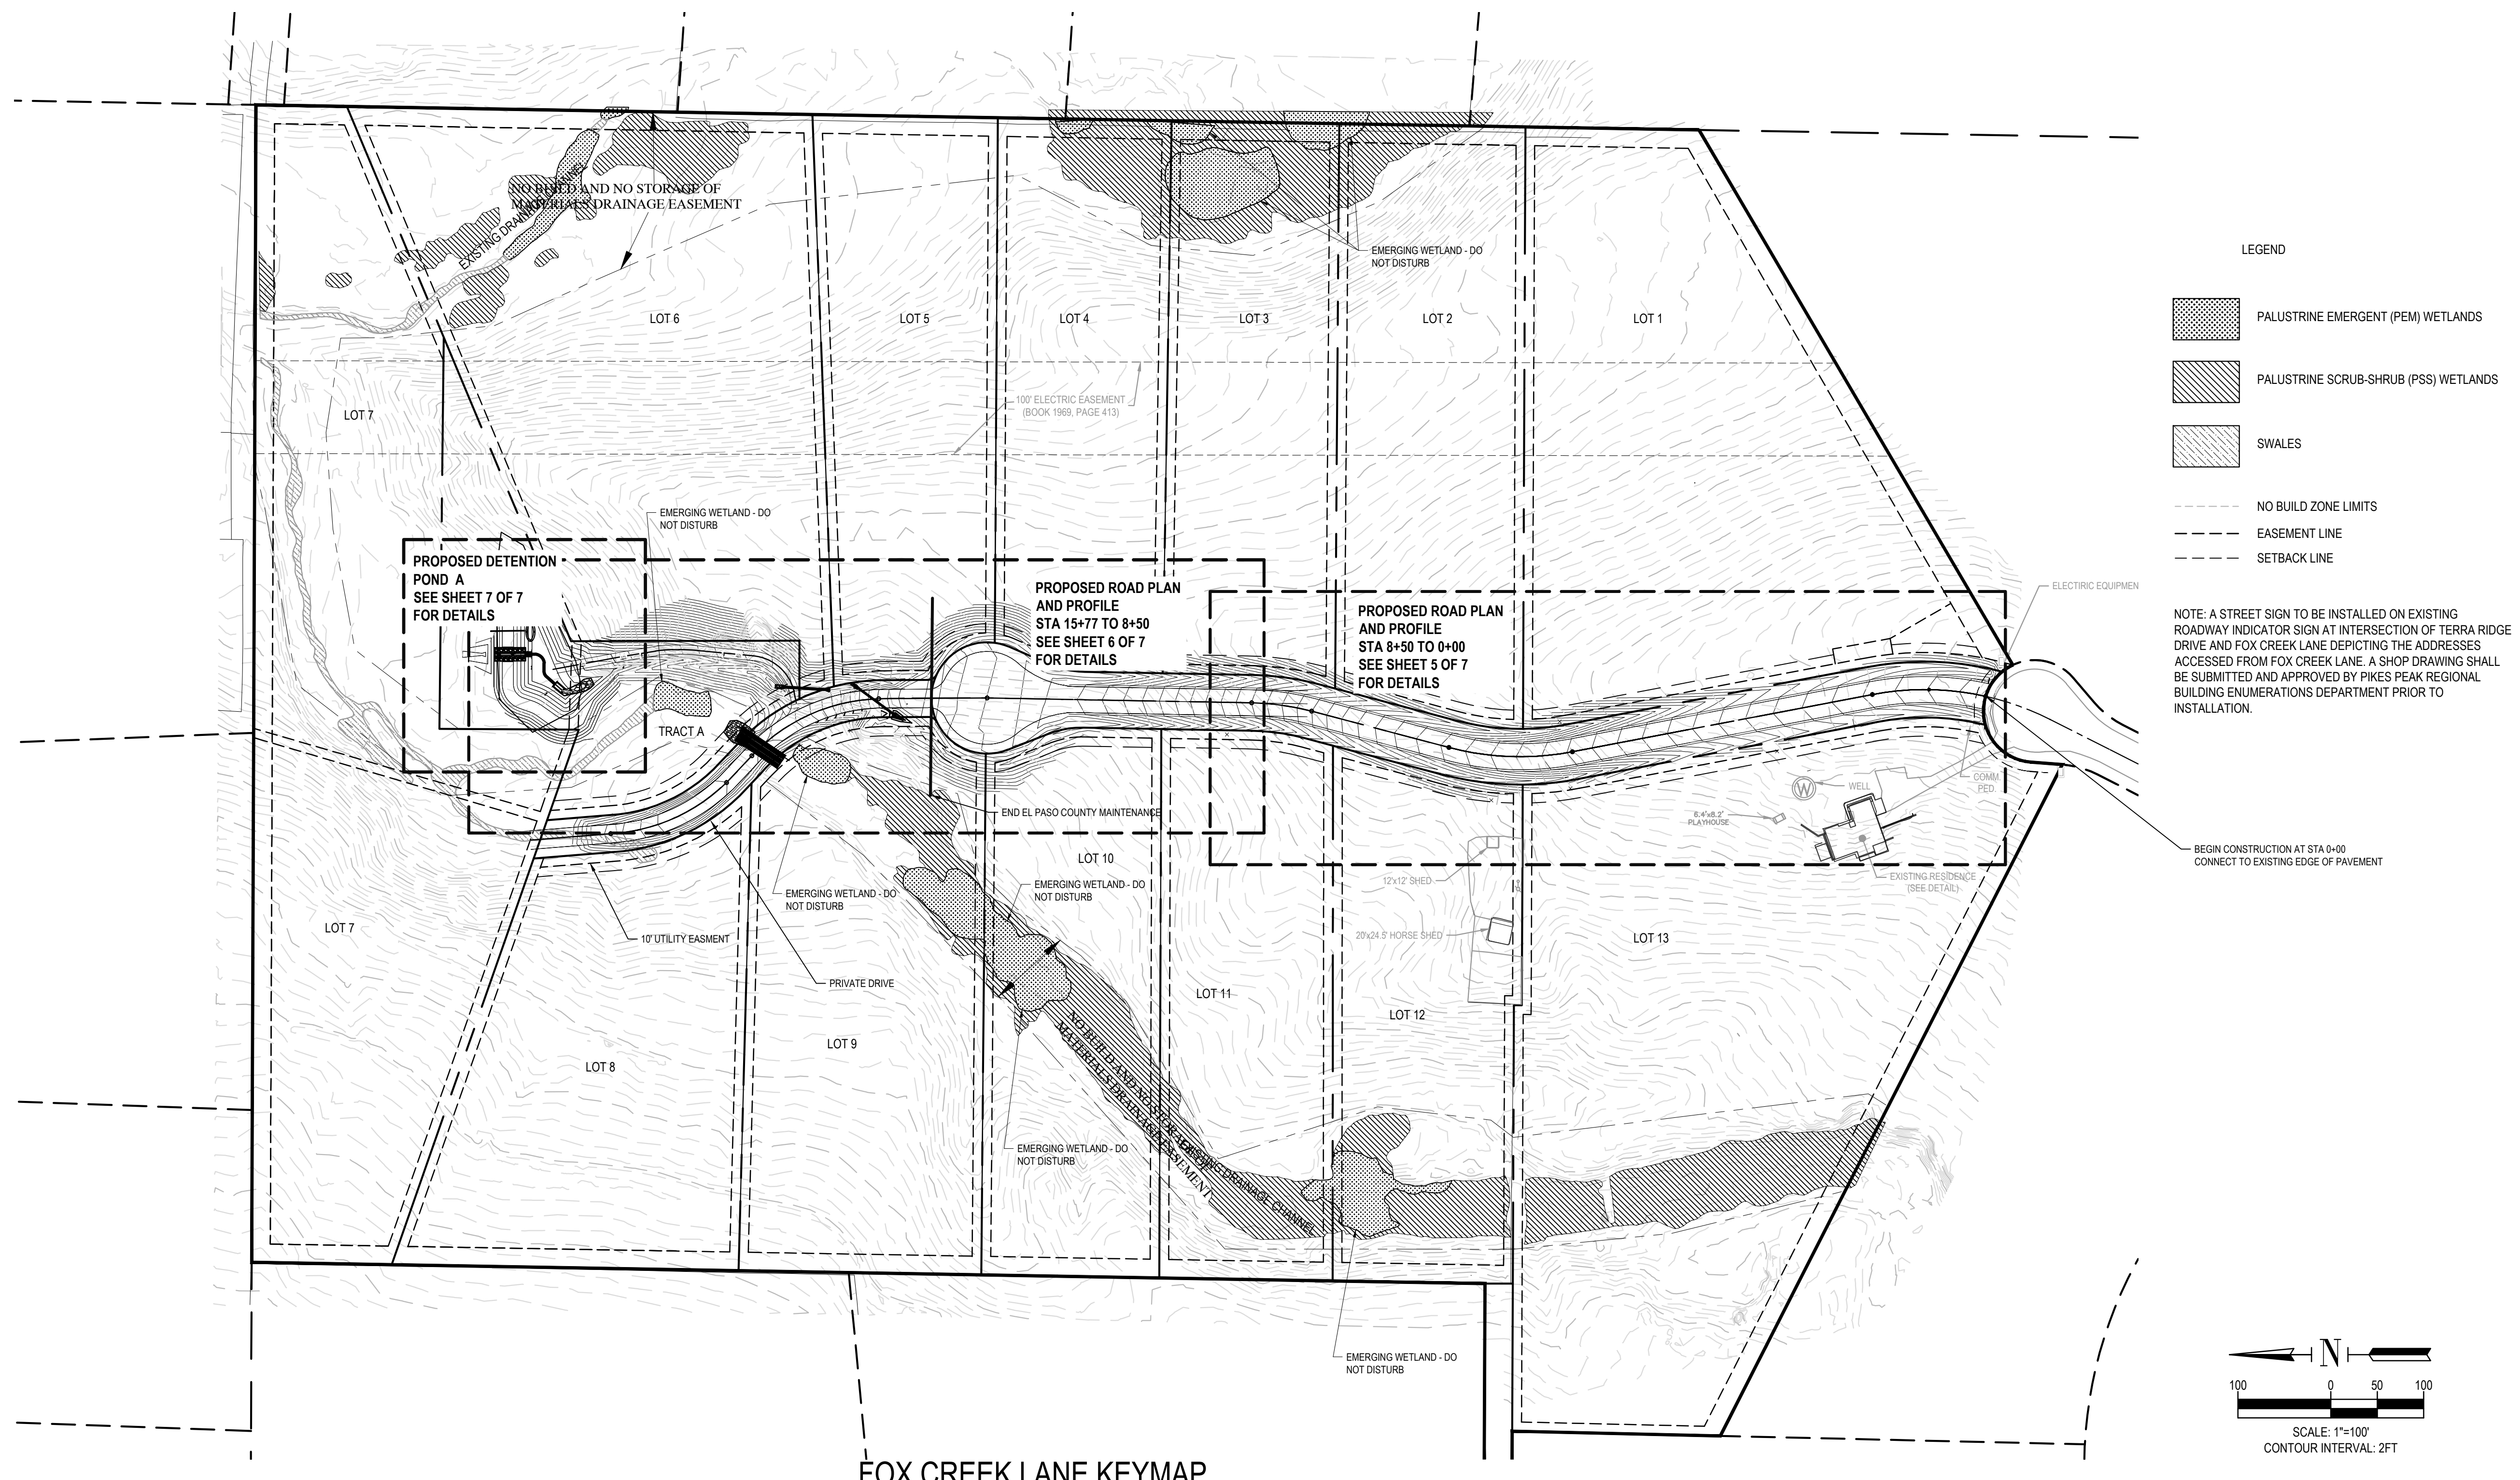 NO BUILD AND NO STORAGE OF
MATERIALS DRAINAGE EASEMENT
EXISTING DRAINAGE CHANNEL
EMERGING WETLAND - DO
NOT DISTURB
LOT 6
LOT 5
LOT 4
LOT 3
LOT 2
LOT 1
LOT 7
100' ELECTRIC EASEMENT
(BOOK 1969, PAGE 413)
EMERGING WETLAND - DO
NOT DISTURB
PROPOSED DETENTION
POND A
SEE SHEET 7 OF 7
FOR DETAILS
PROPOSED ROAD PLAN
AND PROFILE
STA 15+77 TO 8+50
SEE SHEET 6 OF 7
FOR DETAILS
PROPOSED ROAD PLAN
AND PROFILE
STA 8+50 TO 0+00
SEE SHEET 5 OF 7
FOR DETAILS
ELECTIRIC EQUIPMEN
TRACT A
END EL PASO COUNTY MAINTENANCE
W
WELL
COMM.
PED.
6.4'x8.2'
PLAYHOUSE
EXISTING RESIDENCE
(SEE DETAIL)
BEGIN CONSTRUCTION AT STA 0+00
CONNECT TO EXISTING EDGE OF PAVEMENT
LOT 10
EMERGING WETLAND - DO
NOT DISTURB
EMERGING WETLAND - DO
NOT DISTURB
12'x12' SHED
20'x24.5' HORSE SHED
LOT 7
10' UTILITY EASMENT
PRIVATE DRIVE
LOT 13
LOT 11
LOT 12
LOT 9
LOT 8
NO BUILD AND NO STORAGE OF
MATERIALS DRAINAGE EASEMENT
EXISTING DRAINAGE CHANNEL
EMERGING WETLAND - DO
NOT DISTURB
EMERGING WETLAND - DO
NOT DISTURB
FOX CREEK LANE KEYMAP
LEGEND
PALUSTRINE EMERGENT (PEM) WETLANDS
PALUSTRINE SCRUB-SHRUB (PSS) WETLANDS
SWALES
NO BUILD ZONE LIMITS
EASEMENT LINE
SETBACK LINE
NOTE: A STREET SIGN TO BE INSTALLED ON EXISTING
ROADWAY INDICATOR SIGN AT INTERSECTION OF TERRA RIDGE
DRIVE AND FOX CREEK LANE DEPICTING THE ADDRESSES
ACCESSED FROM FOX CREEK LANE. A SHOP DRAWING SHALL
BE SUBMITTED AND APPROVED BY PIKES PEAK REGIONAL
BUILDING ENUMERATIONS DEPARTMENT PRIOR TO
INSTALLATION.
N
100 0 50 100
SCALE: 1"=100'
CONTOUR INTERVAL: 2FT